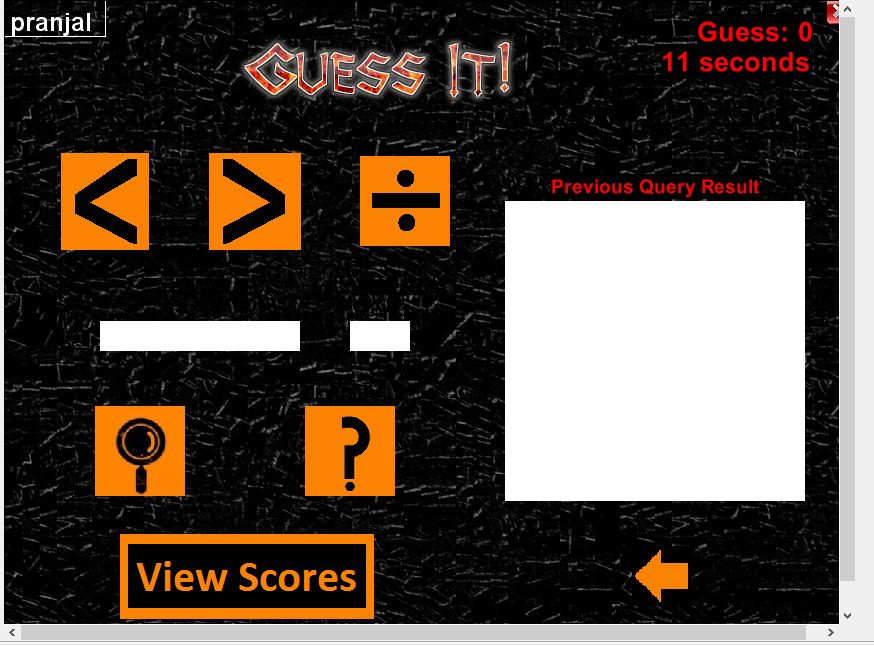 pranjal
Guess It!
Guess: 0
11 seconds
< > ÷
Previous Query Result
?
View Scores